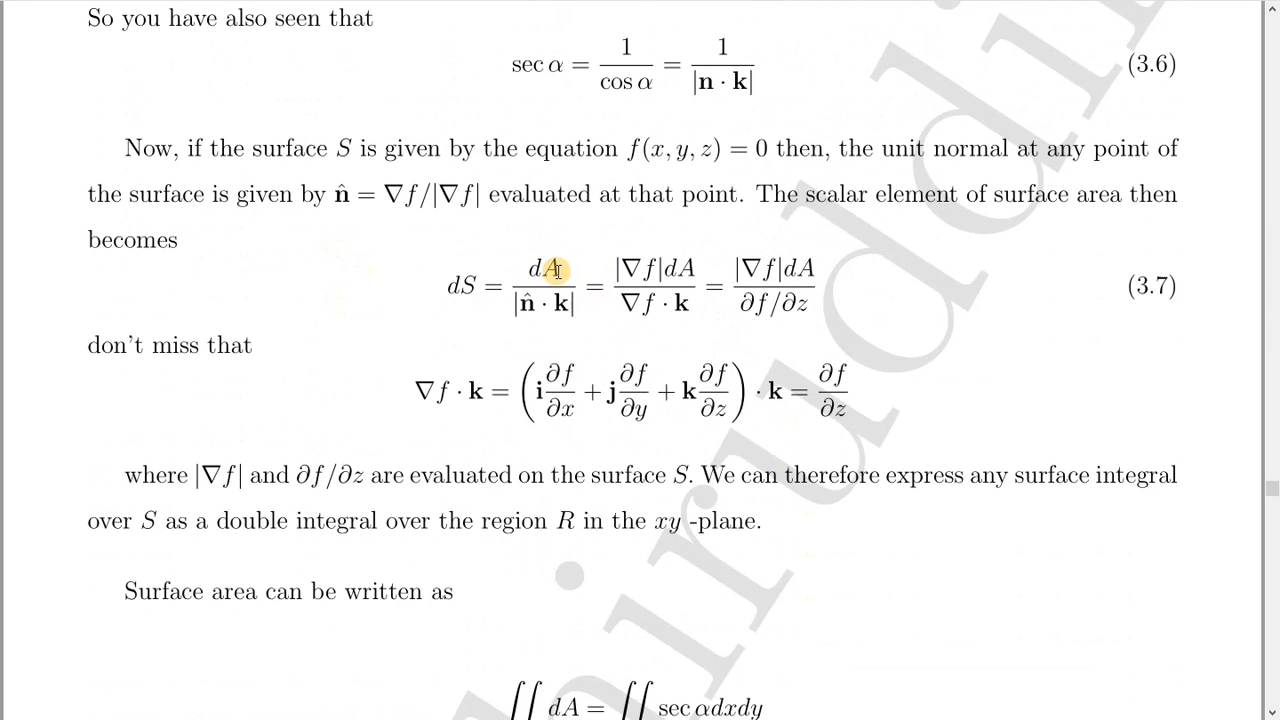 So you have also seen that
sec α = 1/cos α = 1/|n · k| (3.6)
Now, if the surface S is given by the equation f(x, y, z) = 0 then, the unit normal at any point of
the surface is given by n̂ = ∇f/|∇f| evaluated at that point. The scalar element of surface area then
becomes
dS = dA/|n̂ · k| = |∇f|dA/∇f · k = |∇f|dA/∂f/∂z (3.7)
don't miss that
∇f · k = (i ∂f/∂x + j ∂f/∂y + k ∂f/∂z) · k = ∂f/∂z
where |∇f| and ∂f/∂z are evaluated on the surface S. We can therefore express any surface integral
over S as a double integral over the region R in the xy -plane.
Surface area can be written as
∬ dA = ∬ sec αdxdy